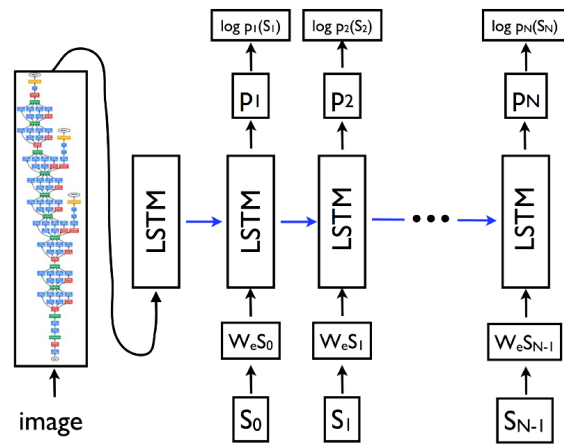 log p₁(S₁) log p₂(S₂) log pN(SN)
p₁ p₂ pN
LSTM LSTM LSTM ••• LSTM
WeS₀ WeS₁ WeSN-1
image S₀ S₁ SN-1